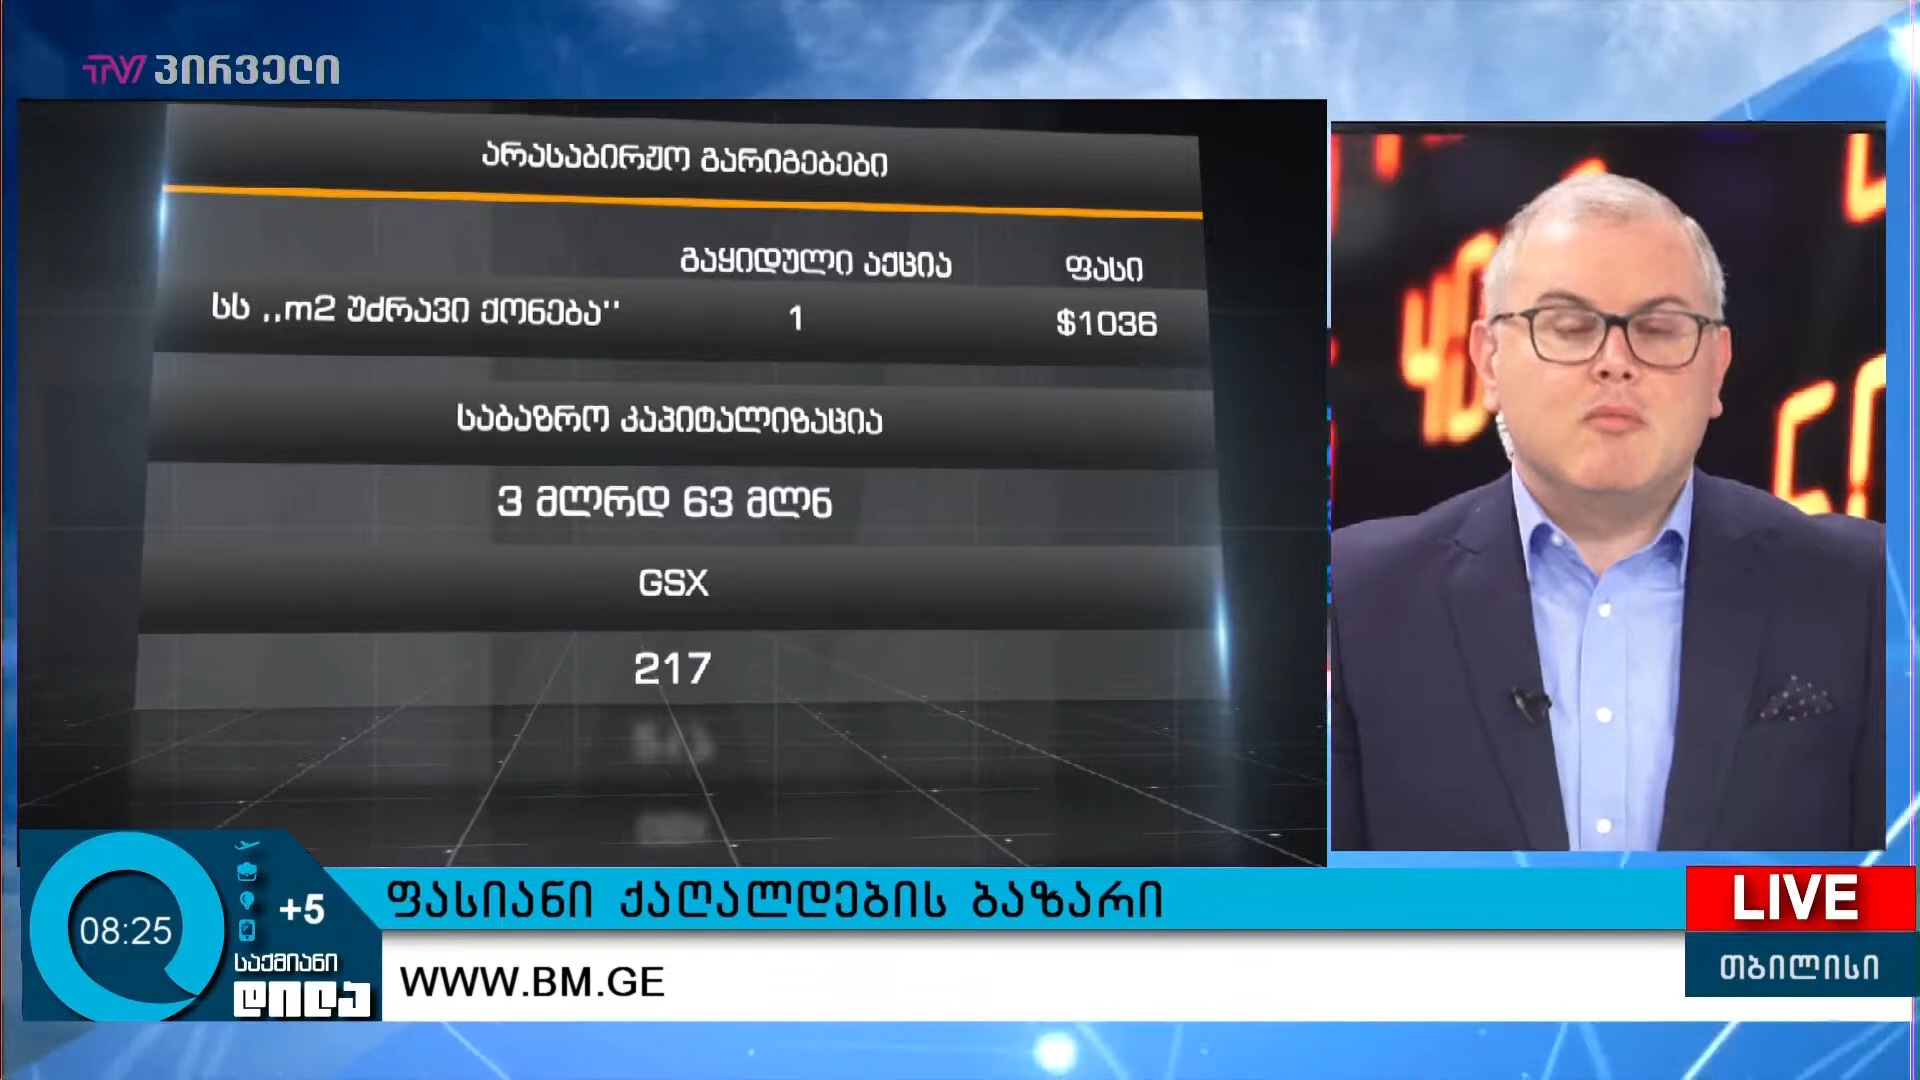 TV ᲞᲘᲠᲕᲔᲚᲘ
ᲐᲠᲐᲡᲐᲑᲘᲠᲟᲝ ᲒᲐᲠᲘᲒᲔᲑᲔᲑᲘ
ᲒᲐᲧᲘᲓᲣᲚᲘ ᲐᲥᲪᲘᲐ ᲤᲐᲡᲘ
ᲡᲡ ,,m2 ᲣᲫᲠᲐᲕᲘ ᲥᲝᲜᲔᲑᲐ'' 1 $1036
ᲡᲐᲑᲐᲖᲠᲝ ᲙᲐᲞᲘᲢᲐᲚᲘᲖᲐᲪᲘᲐ
3 ᲛᲚᲠᲓ 63 ᲛᲚᲜ
GSX
217
08:25
+5
ᲡᲐᲥᲛᲘᲐᲜᲘ
ᲓᲘᲚᲐ
ᲤᲐᲡᲘᲐᲜᲘ ᲥᲐᲦᲐᲚᲓᲔᲑᲘᲡ ᲑᲐᲖᲐᲠᲘ
WWW.BM.GE
LIVE
ᲗᲑᲘᲚᲘᲡᲘ